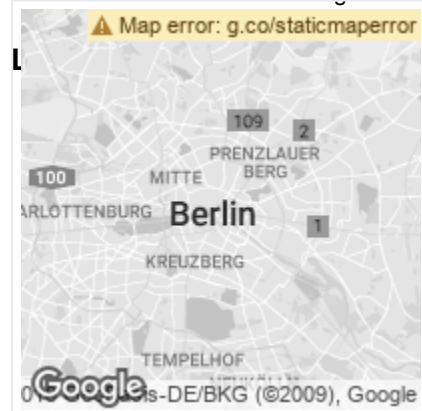 Map error: g.co/staticmaperror
L
109
2
PRENZLAUER
BERG
100
MITTE
ARLOTTENBURG
Berlin
1
KREUZBERG
TEMPELHOF
Google
-DE/BKG (©2009), Google